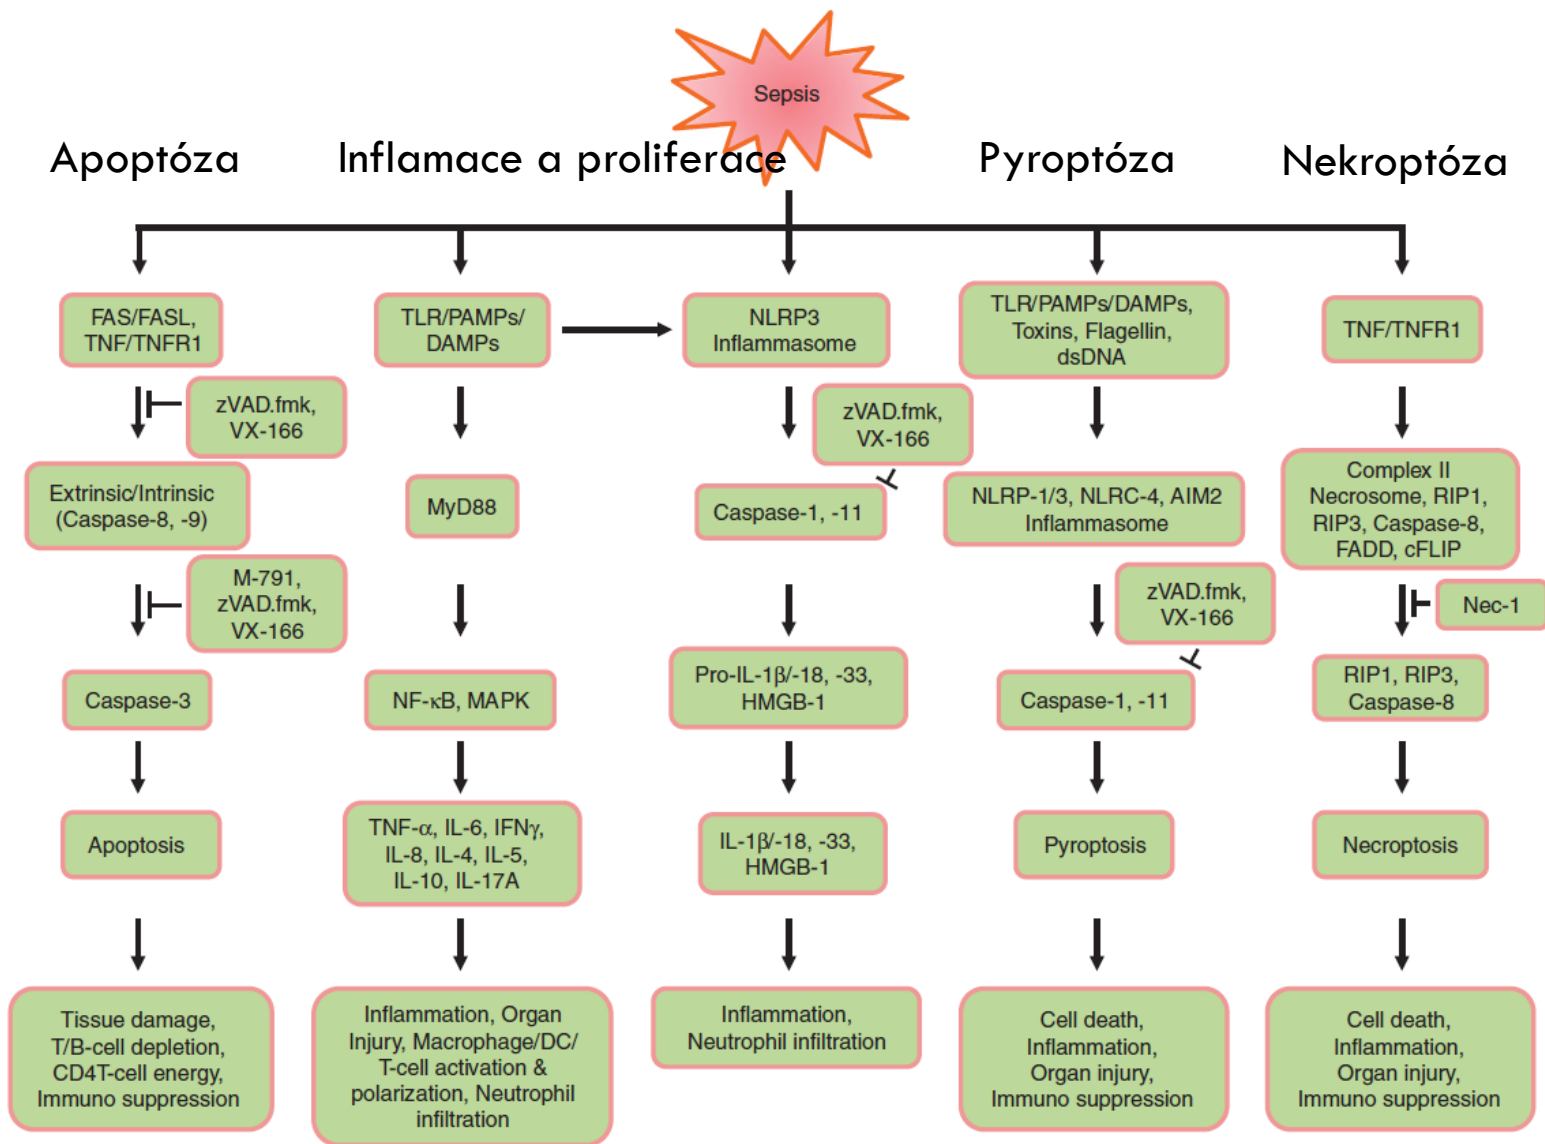 Sepsis
Apoptóza
Inflamace a proliferace
Pyroptóza
Nekroptóza
FAS/FASL,
TNF/TNFR1
zVAD.fmk,
VX-166
Extrinsic/Intrinsic
(Caspase-8, -9)
M-791,
zVAD.fmk,
VX-166
Caspase-3
Apoptosis
Tissue damage,
T/B-cell depletion,
CD4T-cell energy,
Immuno suppression
TLR/PAMPs/
DAMPs
MyD88
NF-κB, MAPK
TNF-α, IL-6, IFNγ,
IL-8, IL-4, IL-5,
IL-10, IL-17A
Inflammation, Organ
Injury, Macrophage/DC/
T-cell activation &
polarization, Neutrophil
infiltration
NLRP3
Inflammasome
zVAD.fmk,
VX-166
Caspase-1, -11
Pro-IL-1β/-18, -33,
HMGB-1
IL-1β/-18, -33,
HMGB-1
Inflammation,
Neutrophil infiltration
TLR/PAMPs/DAMPs,
Toxins, Flagellin,
dsDNA
NLRP-1/3, NLRC-4, AIM2
Inflammasome
zVAD.fmk,
VX-166
Caspase-1, -11
Pyroptosis
Cell death,
Inflammation,
Organ injury,
Immuno suppression
TNF/TNFR1
Complex II
Necrosome, RIP1,
RIP3, Caspase-8,
FADD, cFLIP
Nec-1
RIP1, RIP3,
Caspase-8
Necroptosis
Cell death,
Inflammation,
Organ injury,
Immuno suppression